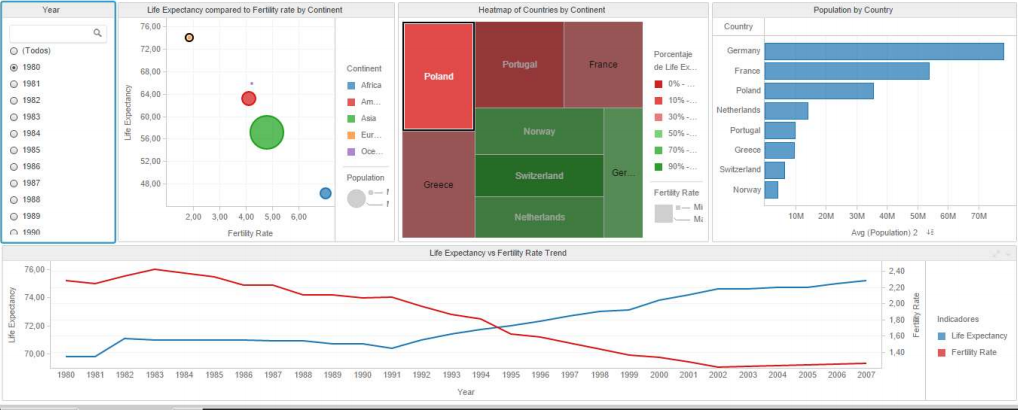 Year
(Todos)
1980
1981
1982
1983
1984
1985
1986
1987
1988
1989
1990
Life Expectancy compared to Fertility rate by Continent
76,00
72,00
68,00
64,00
60,00
56,00
52,00
48,00
Life Expectancy
2,00 3,00 4,00 5,00 6,00
Fertility Rate
Continent
Africa
Am...
Asia
Eur...
Oce...
Population
Heatmap of Countries by Continent
Poland
Portugal
France
Greece
Norway
Switzerland
Netherlands
Ger...
Porcentaje
de Life Ex...
0% -...
10% -...
30% -...
50% -...
70% -...
90% -...
Fertility Rate
Mi
Ma
Population by Country
Country
Germany
France
Poland
Netherlands
Portugal
Greece
Switzerland
Norway
10M 20M 30M 40M 50M 60M 70M
Avg (Population) 2
Life Expectancy vs Fertility Rate Trend
76,00
74,00
72,00
70,00
Life Expectancy
2,40
2,20
2,00
1,80
1,60
1,40
Fertility Rate
1980 1981 1982 1983 1984 1985 1986 1987 1988 1989 1990 1991 1992 1993 1994 1995 1996 1997 1998 1999 2000 2001 2002 2003 2004 2005 2006 2007
Year
Indicadores
Life Expectancy
Fertility Rate